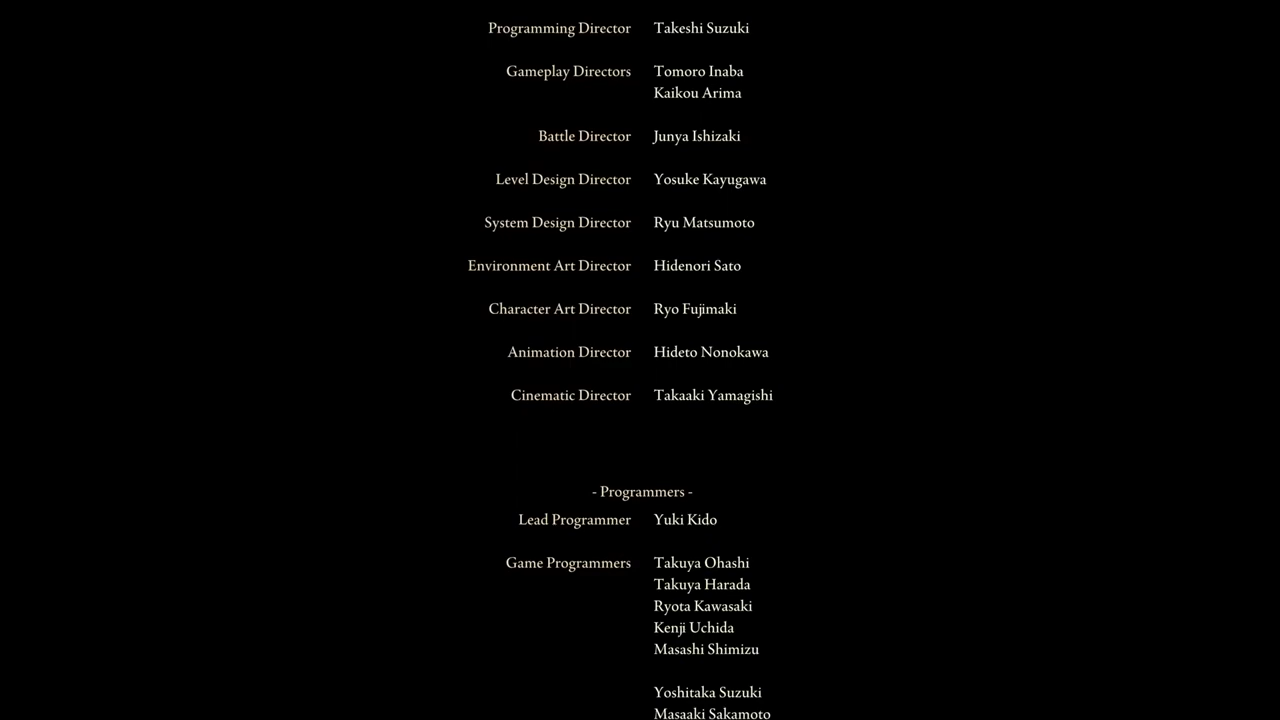 Programming Director Takeshi Suzuki
Gameplay Directors Tomoro Inaba
Kaikou Arima
Battle Director Junya Ishizaki
Level Design Director Yosuke Kayugawa
System Design Director Ryu Matsumoto
Environment Art Director Hidenori Sato
Character Art Director Ryo Fujimaki
Animation Director Hideto Nonokawa
Cinematic Director Takaaki Yamagishi
- Programmers -
Lead Programmer Yuki Kido
Game Programmers Takuya Ohashi
Takuya Harada
Ryota Kawasaki
Kenji Uchida
Masashi Shimizu
Yoshitaka Suzuki
Masaaki Sakamoto